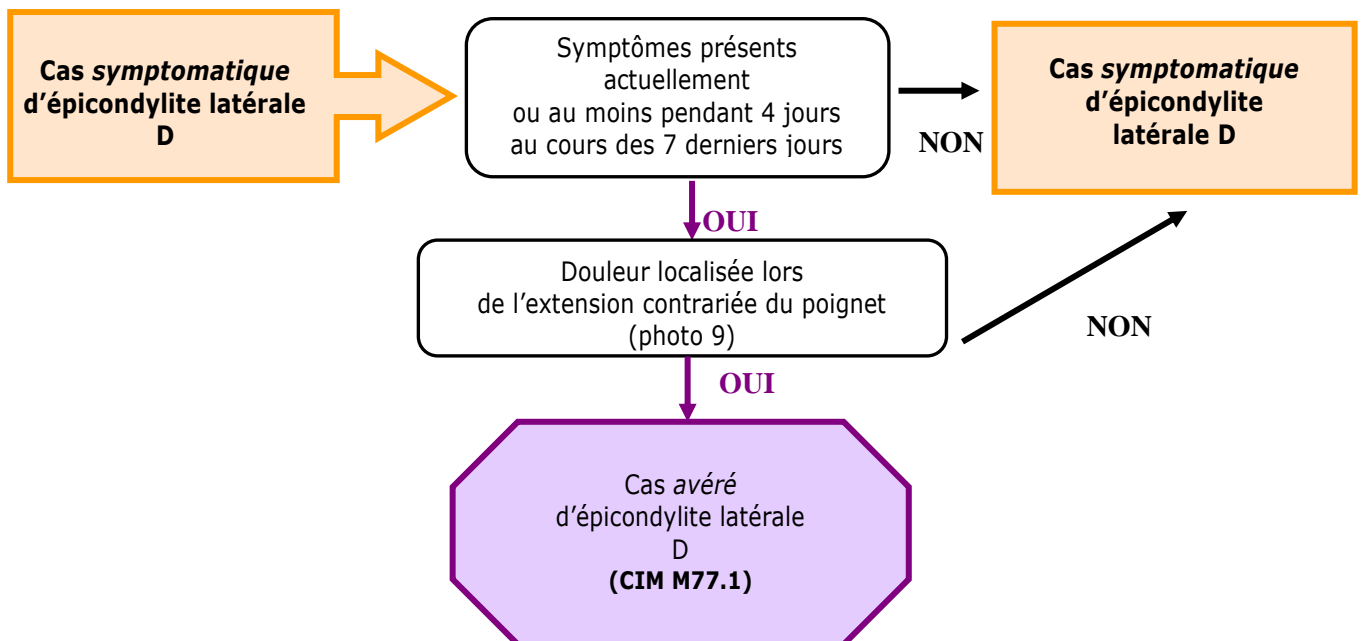 Cas symptomatique
d’épicondylite latérale
D
Symptômes présents
actuellement
ou au moins pendant 4 jours
au cours des 7 derniers jours
NON
Cas symptomatique
d’épicondylite
latérale D
OUI
Douleur localisée lors
de l’extension contrariée du poignet
(photo 9)
NON
OUI
Cas avéré
d’épicondylite latérale
D
(CIM M77.1)